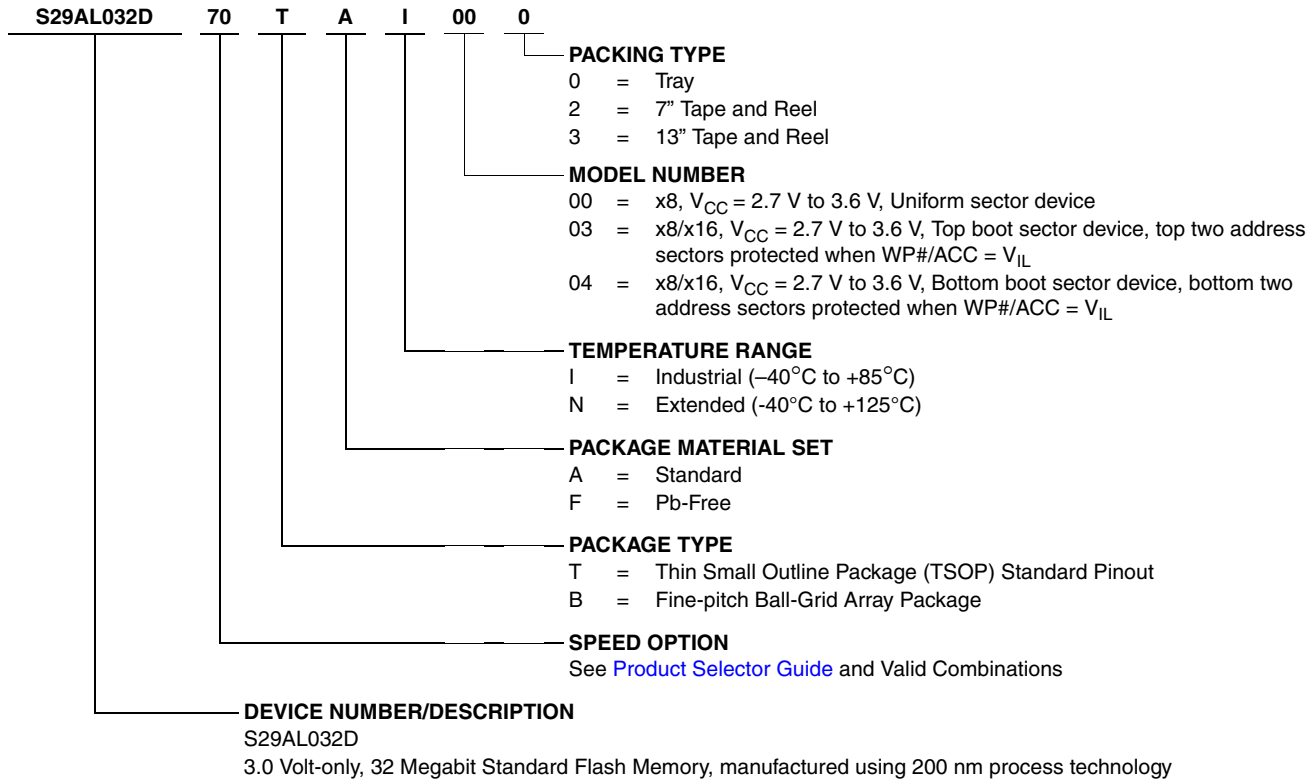 S29AL032D 70 T A I 00 0
PACKING TYPE
0 = Tray
2 = 7” Tape and Reel
3 = 13” Tape and Reel
MODEL NUMBER
00 = x8, VCC = 2.7 V to 3.6 V, Uniform sector device
03 = x8/x16, VCC = 2.7 V to 3.6 V, Top boot sector device, top two address
sectors protected when WP#/ACC = VIL
04 = x8/x16, VCC = 2.7 V to 3.6 V, Bottom boot sector device, bottom two
address sectors protected when WP#/ACC = VIL
TEMPERATURE RANGE
I = Industrial (–40°C to +85°C)
N = Extended (-40°C to +125°C)
PACKAGE MATERIAL SET
A = Standard
F = Pb-Free
PACKAGE TYPE
T = Thin Small Outline Package (TSOP) Standard Pinout
B = Fine-pitch Ball-Grid Array Package
SPEED OPTION
See Product Selector Guide and Valid Combinations
DEVICE NUMBER/DESCRIPTION
S29AL032D
3.0 Volt-only, 32 Megabit Standard Flash Memory, manufactured using 200 nm process technology